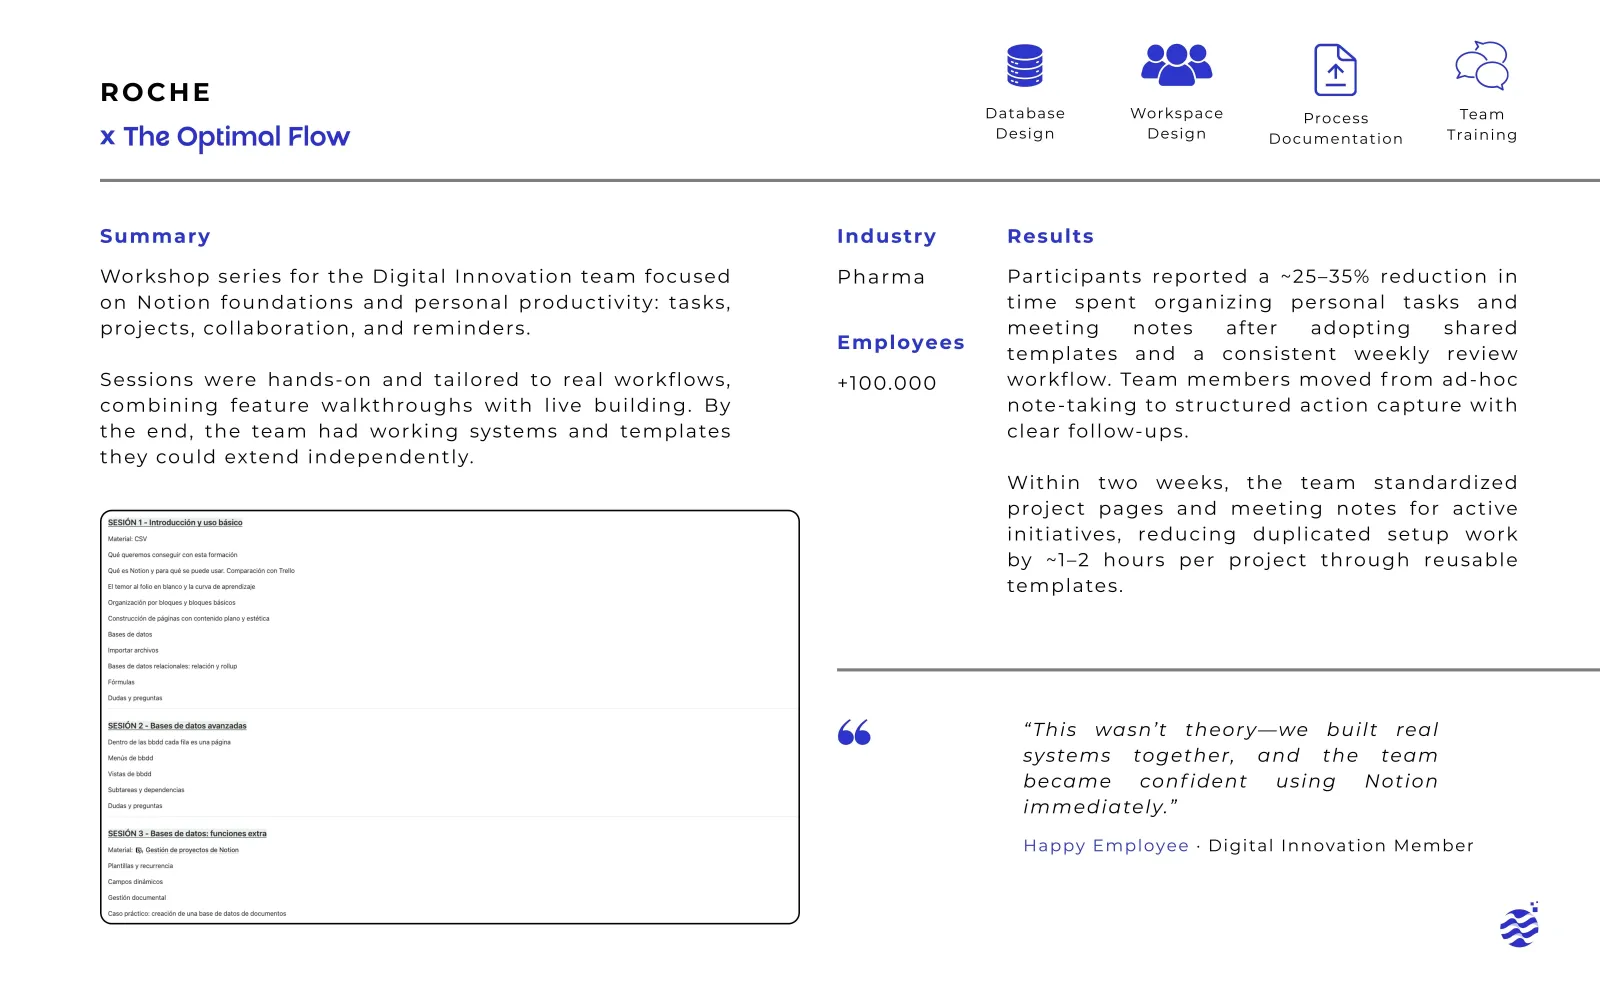 ROCHE
x The Optimal Flow
Database
Design
Workspace
Design
Process
Documentation
Team
Training
Summary
Workshop series for the Digital Innovation team focused
on Notion foundations and personal productivity: tasks,
projects, collaboration, and reminders.
Sessions were hands-on and tailored to real workflows,
combining feature walkthroughs with live building. By
the end, the team had working systems and templates
they could extend independently.
SESIÓN 1 - Introducción y uso básico
Material: CSV
Qué queremos conseguir con esta formación
Qué es Notion y para qué se puede usar. Comparación con Trello
El temor al folio en blanco y la curva de aprendizaje
Organización por bloques y bloques básicos
Construcción de páginas con contenido plano y estética
Bases de datos
Importar archivos
Bases de datos relacionales: relación y rollup
Fórmulas
Dudas y preguntas
SESIÓN 2 - Bases de datos avanzadas
Dentro de las bbdd cada fila es una página
Menús de bbdd
Vistas de bbdd
Subtareas y dependencias
Dudas y preguntas
SESIÓN 3 - Bases de datos: funciones extra
Material: Gestión de proyectos de Notion
Plantillas y recurrencia
Campos dinámicos
Gestión documental
Caso práctico: creación de una base de datos de documentos
Industry
Pharma
Employees
+100.000
Results
Participants reported a ~25–35% reduction in
time spent organizing personal tasks and
meeting notes after adopting shared
templates and a consistent weekly review
workflow. Team members moved from ad-hoc
note-taking to structured action capture with
clear follow-ups.
Within two weeks, the team standardized
project pages and meeting notes for active
initiatives, reducing duplicated setup work
by ~1–2 hours per project through reusable
templates.
“This wasn’t theory—we built real
systems together, and the team
became confident using Notion
immediately.”
Happy Employee · Digital Innovation Member